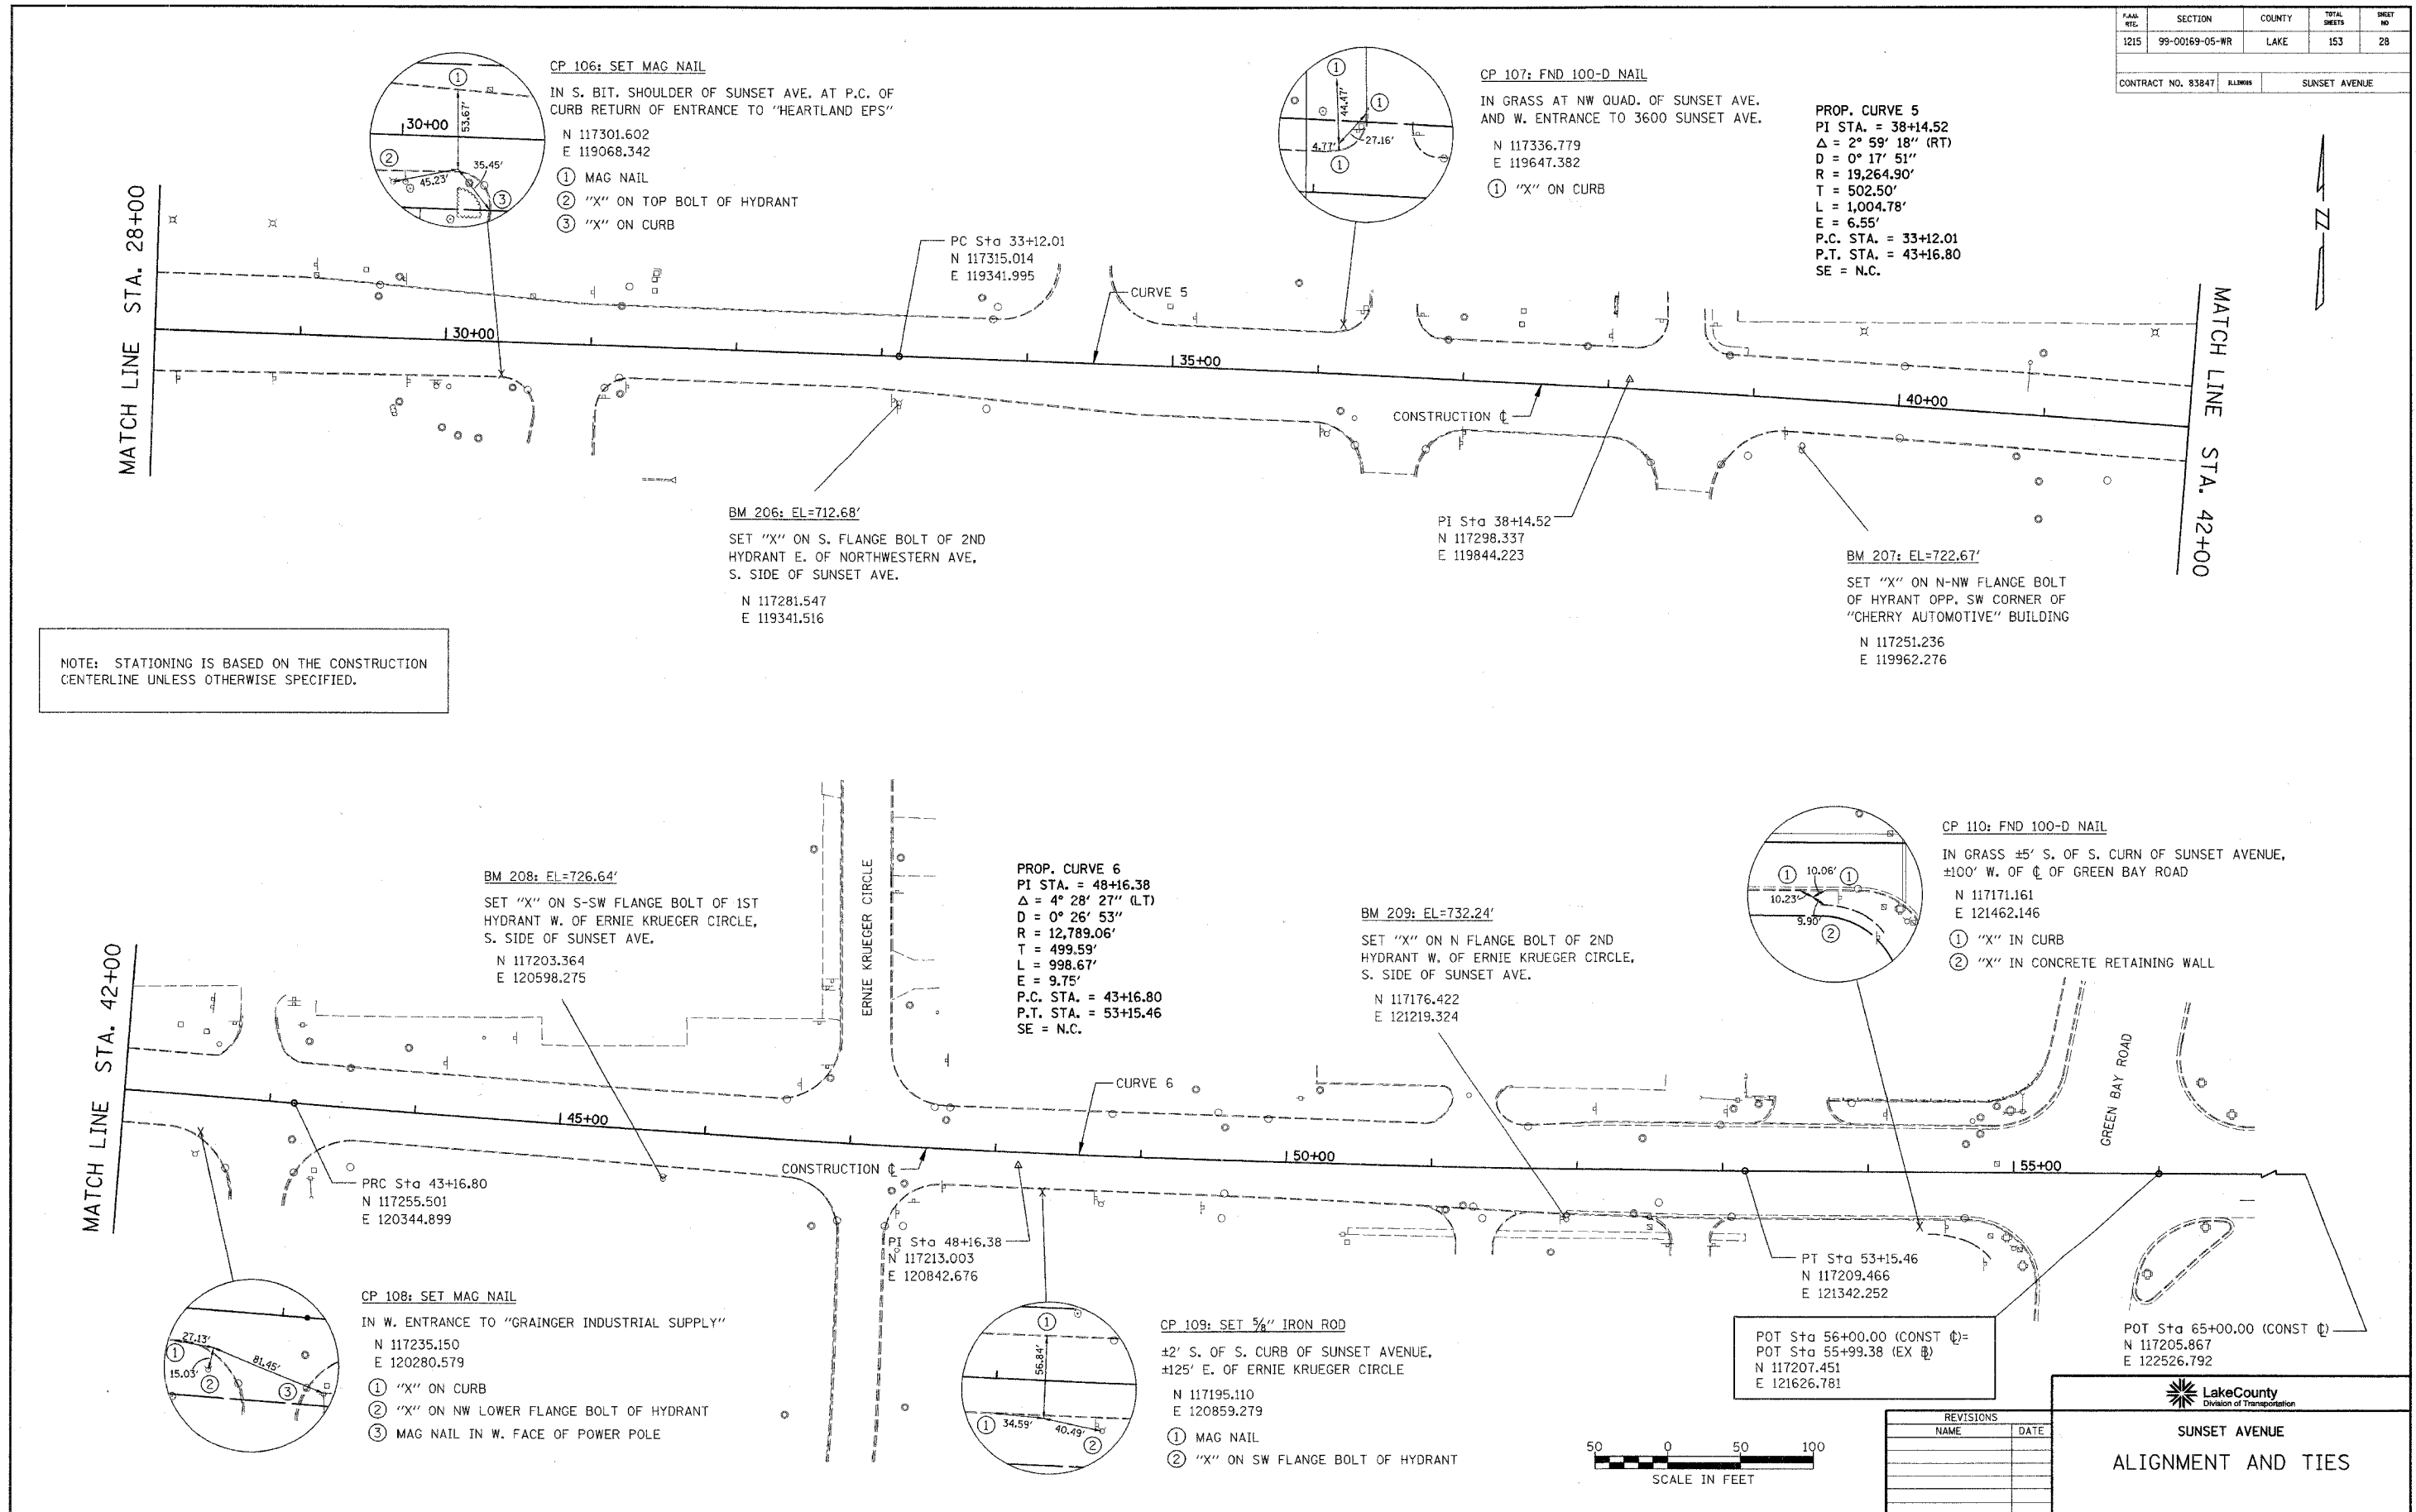 F.A.U. RTE. SECTION COUNTY TOTAL SHEETS SHEET NO
1215 99-00169-05-WR LAKE 153 28
CONTRACT NO. 83847 ILLINOIS SUNSET AVENUE
CP 106: SET MAG NAIL
IN S. BIT. SHOULDER OF SUNSET AVE. AT P.C. OF
CURB RETURN OF ENTRANCE TO "HEARTLAND EPS"
N 117301.602
E 119068.342
1 MAG NAIL
2 "X" ON TOP BOLT OF HYDRANT
3 "X" ON CURB
1
53.67'
30+00
2
35.45'
45.23'
3
CP 107: FND 100-D NAIL
IN GRASS AT NW QUAD. OF SUNSET AVE.
AND W. ENTRANCE TO 3600 SUNSET AVE.
N 117336.779
E 119647.382
1 "X" ON CURB
1
44.47'
1
27.16'
4.77'
1
PROP. CURVE 5
PI STA. = 38+14.52
Δ = 2° 59' 18" (RT)
D = 0° 17' 51"
R = 19,264.90'
T = 502.50'
L = 1,004.78'
E = 6.55'
P.C. STA. = 33+12.01
P.T. STA. = 43+16.80
SE = N.C.
N
MATCH LINE STA. 28+00
PC Sta 33+12.01
N 117315.014
E 119341.995
CURVE 5
30+00
35+00
40+00
CONSTRUCTION ℄
MATCH LINE STA. 42+00
BM 206: EL=712.68'
SET "X" ON S. FLANGE BOLT OF 2ND
HYDRANT E. OF NORTHWESTERN AVE,
S. SIDE OF SUNSET AVE.
N 117281.547
E 119341.516
PI Sta 38+14.52
N 117298.337
E 119844.223
BM 207: EL=722.67'
SET "X" ON N-NW FLANGE BOLT
OF HYRANT OPP. SW CORNER OF
"CHERRY AUTOMOTIVE" BUILDING
N 117251.236
E 119962.276
NOTE: STATIONING IS BASED ON THE CONSTRUCTION
CENTERLINE UNLESS OTHERWISE SPECIFIED.
BM 208: EL=726.64'
SET "X" ON S-SW FLANGE BOLT OF 1ST
HYDRANT W. OF ERNIE KRUEGER CIRCLE,
S. SIDE OF SUNSET AVE.
N 117203.364
E 120598.275
ERNIE KRUEGER CIRCLE
PROP. CURVE 6
PI STA. = 48+16.38
Δ = 4° 28' 27" (LT)
D = 0° 26' 53"
R = 12,789.06'
T = 499.59'
L = 998.67'
E = 9.75'
P.C. STA. = 43+16.80
P.T. STA. = 53+15.46
SE = N.C.
BM 209: EL=732.24'
SET "X" ON N FLANGE BOLT OF 2ND
HYDRANT W. OF ERNIE KRUEGER CIRCLE,
S. SIDE OF SUNSET AVE.
N 117176.422
E 121219.324
1
10.06'
1
10.23'
9.90'
2
CP 110: FND 100-D NAIL
IN GRASS ±5' S. OF S. CURN OF SUNSET AVENUE,
±100' W. OF ℄ OF GREEN BAY ROAD
N 117171.161
E 121462.146
1 "X" IN CURB
2 "X" IN CONCRETE RETAINING WALL
MATCH LINE STA. 42+00
45+00
CURVE 6
50+00
55+00
GREEN BAY ROAD
CONSTRUCTION ℄
PRC Sta 43+16.80
N 117255.501
E 120344.899
PI Sta 48+16.38
N 117213.003
E 120842.676
PT Sta 53+15.46
N 117209.466
E 121342.252
27.13'
1
81.45'
15.03'
2
3
CP 108: SET MAG NAIL
IN W. ENTRANCE TO "GRAINGER INDUSTRIAL SUPPLY"
N 117235.150
E 120280.579
1 "X" ON CURB
2 "X" ON NW LOWER FLANGE BOLT OF HYDRANT
3 MAG NAIL IN W. FACE OF POWER POLE
1
56.84'
1
34.59'
40.49'
2
CP 109: SET 5/8" IRON ROD
±2' S. OF S. CURB OF SUNSET AVENUE,
±125' E. OF ERNIE KRUEGER CIRCLE
N 117195.110
E 120859.279
1 MAG NAIL
2 "X" ON SW FLANGE BOLT OF HYDRANT
POT Sta 56+00.00 (CONST ℄)=
POT Sta 55+99.38 (EX BL)
N 117207.451
E 121626.781
POT Sta 65+00.00 (CONST ℄)
N 117205.867
E 122526.792
50 0 50 100
SCALE IN FEET
REVISIONS
NAME DATE
LakeCounty
Division of Transportation
SUNSET AVENUE
ALIGNMENT AND TIES